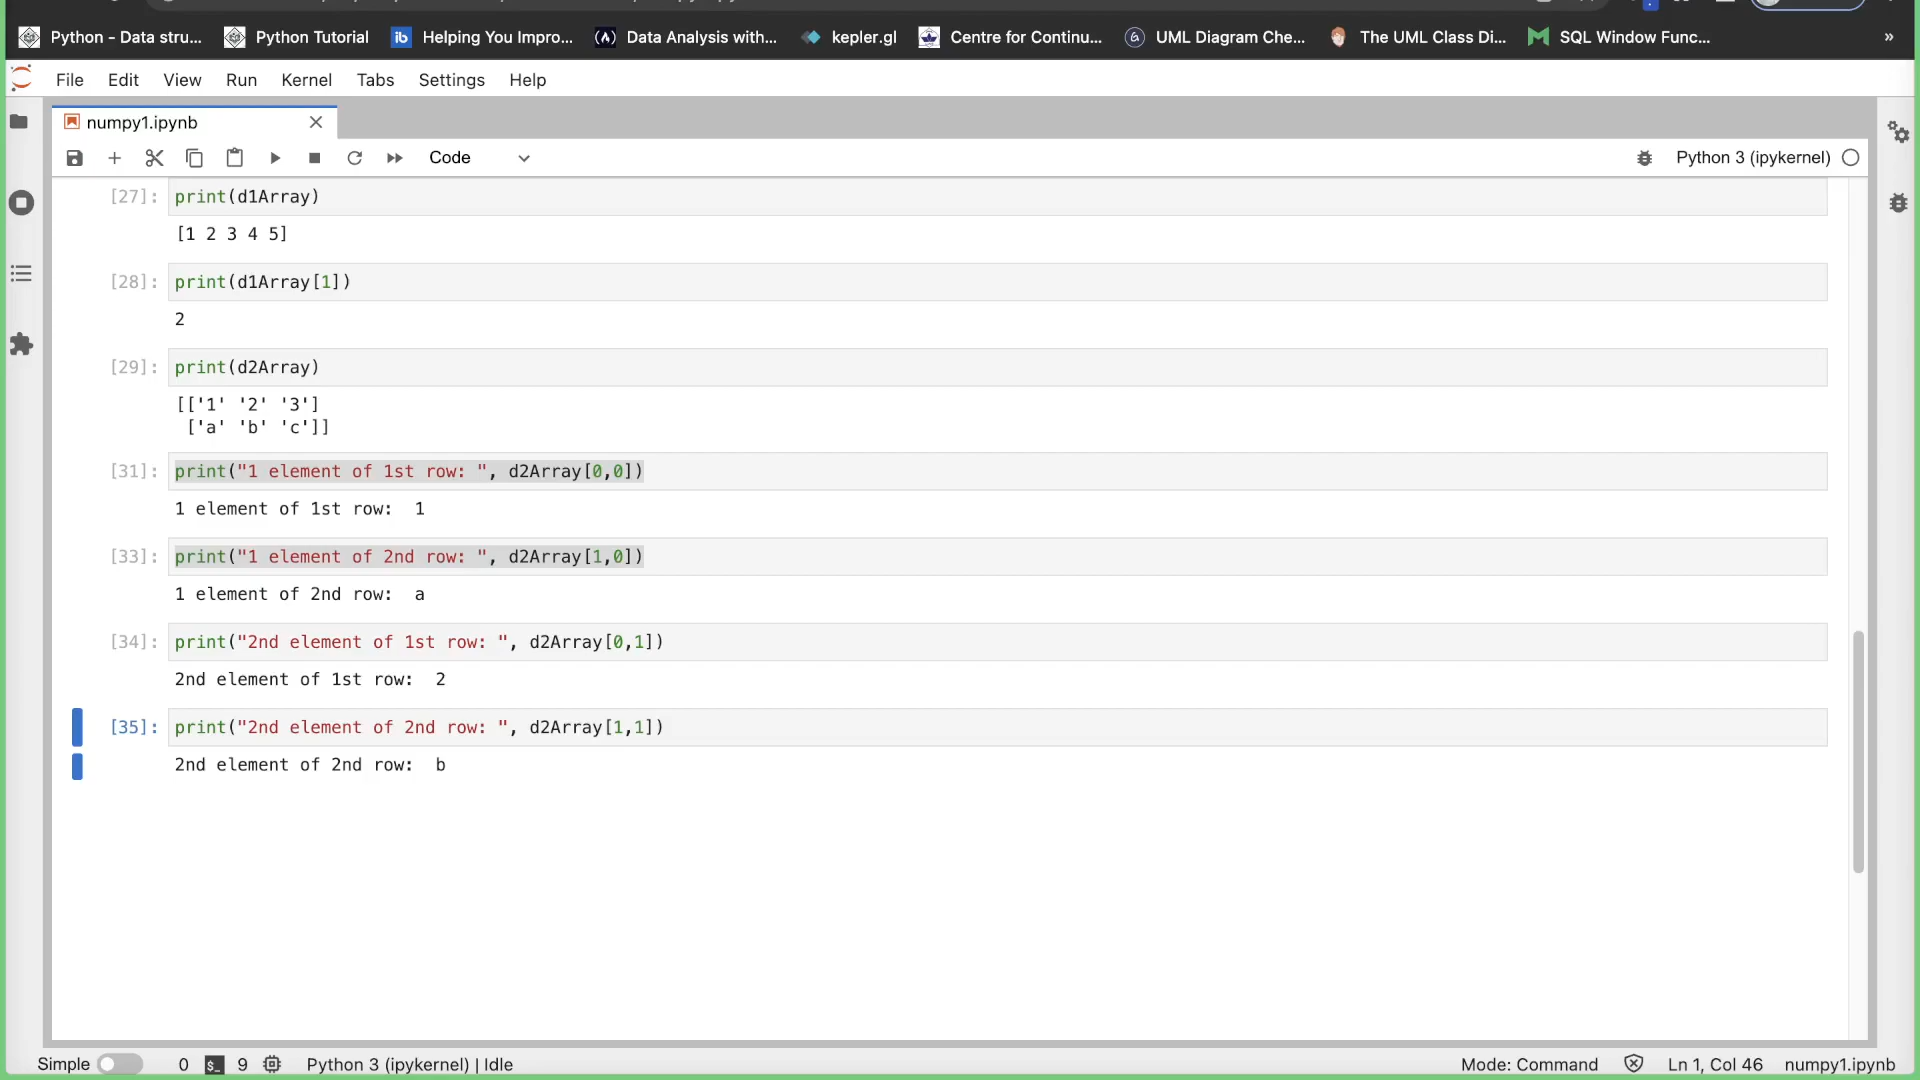 Python - Data stru... Python Tutorial ib Helping You Impro... Data Analysis with... kepler.gl Centre for Continu... UML Diagram Che... The UML Class Di... SQL Window Func... »
File Edit View Run Kernel Tabs Settings Help
numpy1.ipynb
Code Python 3 (ipykernel)
[27]: print(d1Array)
[1 2 3 4 5]
[28]: print(d1Array[1])
2
[29]: print(d2Array)
[['1' '2' '3']
['a' 'b' 'c']]
[31]: print("1 element of 1st row: ", d2Array[0,0])
1 element of 1st row:  1
[33]: print("1 element of 2nd row: ", d2Array[1,0])
1 element of 2nd row:  a
[34]: print("2nd element of 1st row: ", d2Array[0,1])
2nd element of 1st row:  2
[35]: print("2nd element of 2nd row: ", d2Array[1,1])
2nd element of 2nd row:  b
Simple 0 $_ 9 Python 3 (ipykernel) | Idle Mode: Command Ln 1, Col 46 numpy1.ipynb